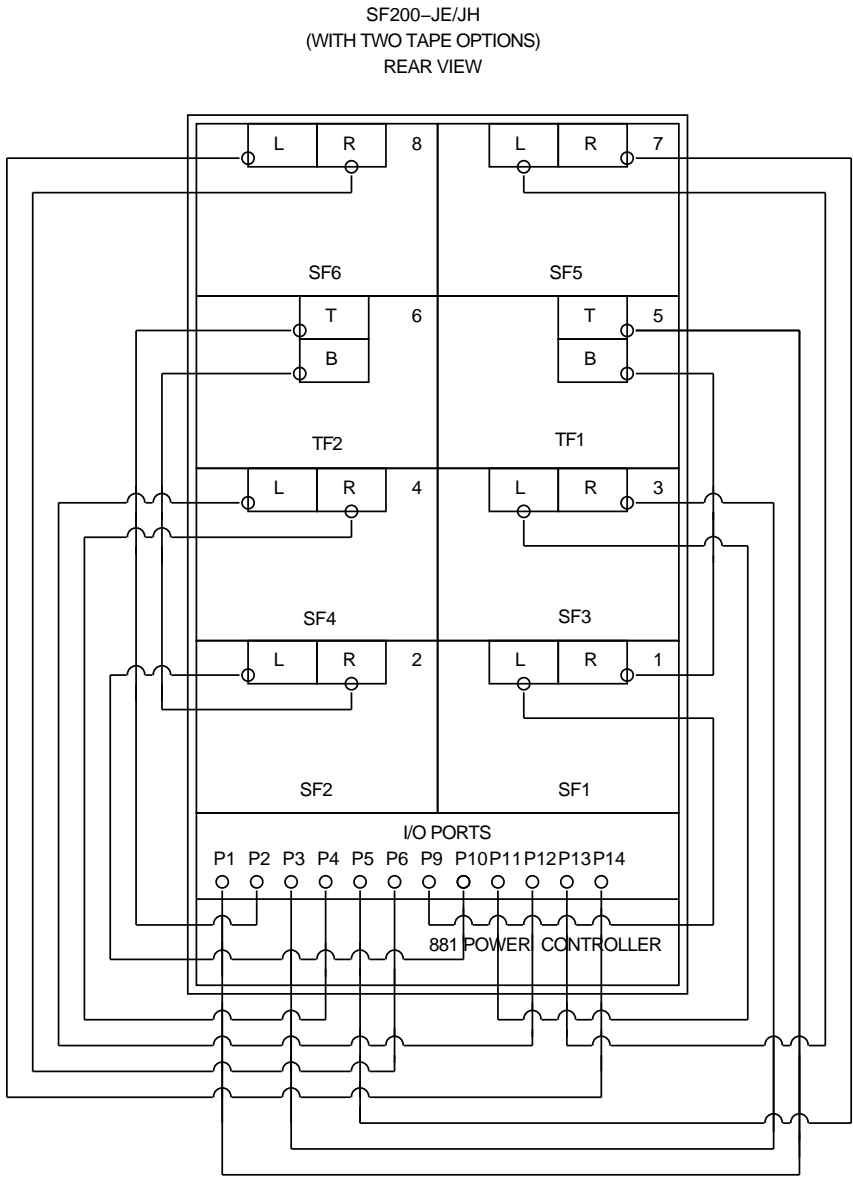 SF200–JE/JH
(WITH TWO TAPE OPTIONS)
REAR VIEW
L R 8 L R 7
SF6 SF5
T 6 T 5
B B
TF2 TF1
L R 4 L R 3
SF4 SF3
L R 2 L R 1
SF2 SF1
I/O PORTS
P1 P2 P3 P4 P5 P6 P9 P10 P11 P12 P13 P14
881 POWER CONTROLLER